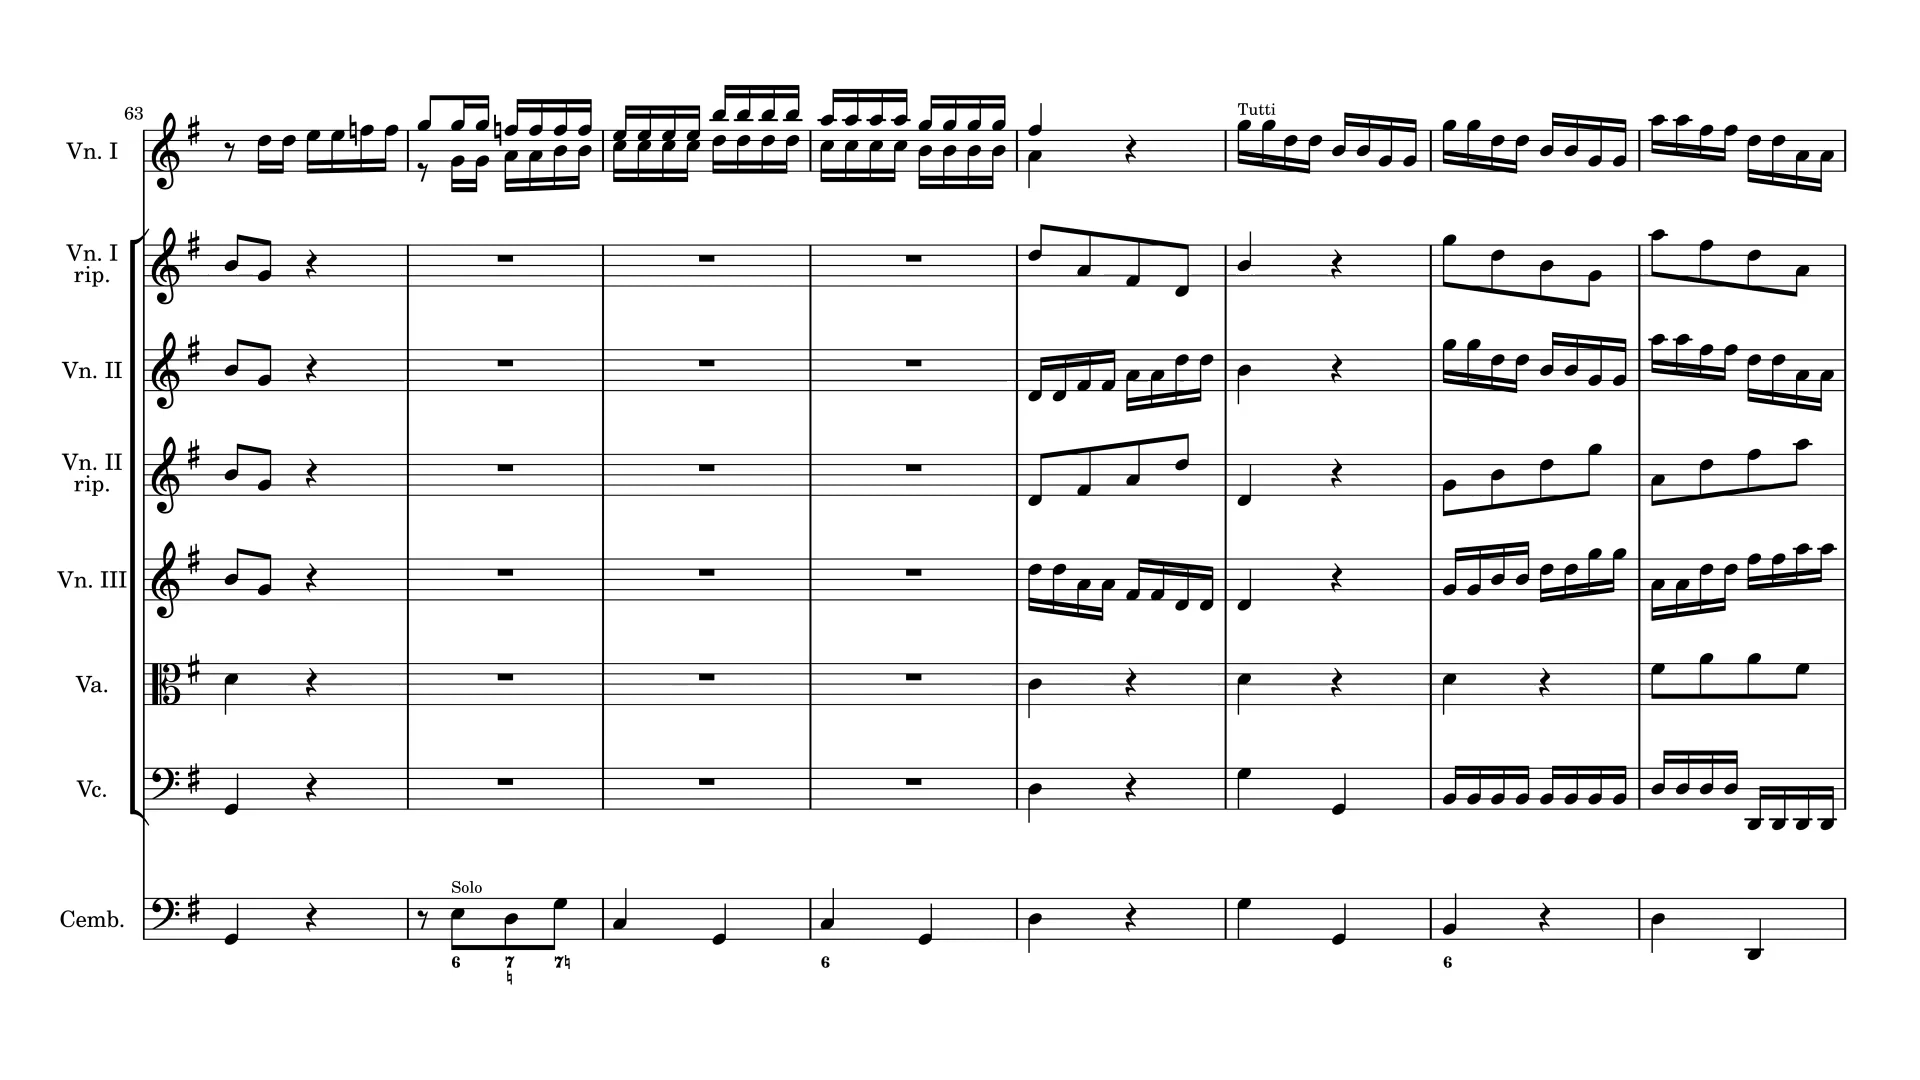 63
Vn. I
Tutti
Vn. I
rip.
Vn. II
Vn. II
rip.
Vn. III
Va.
Vc.
Solo
Cemb.
6 7 7♮ 6 6
♮